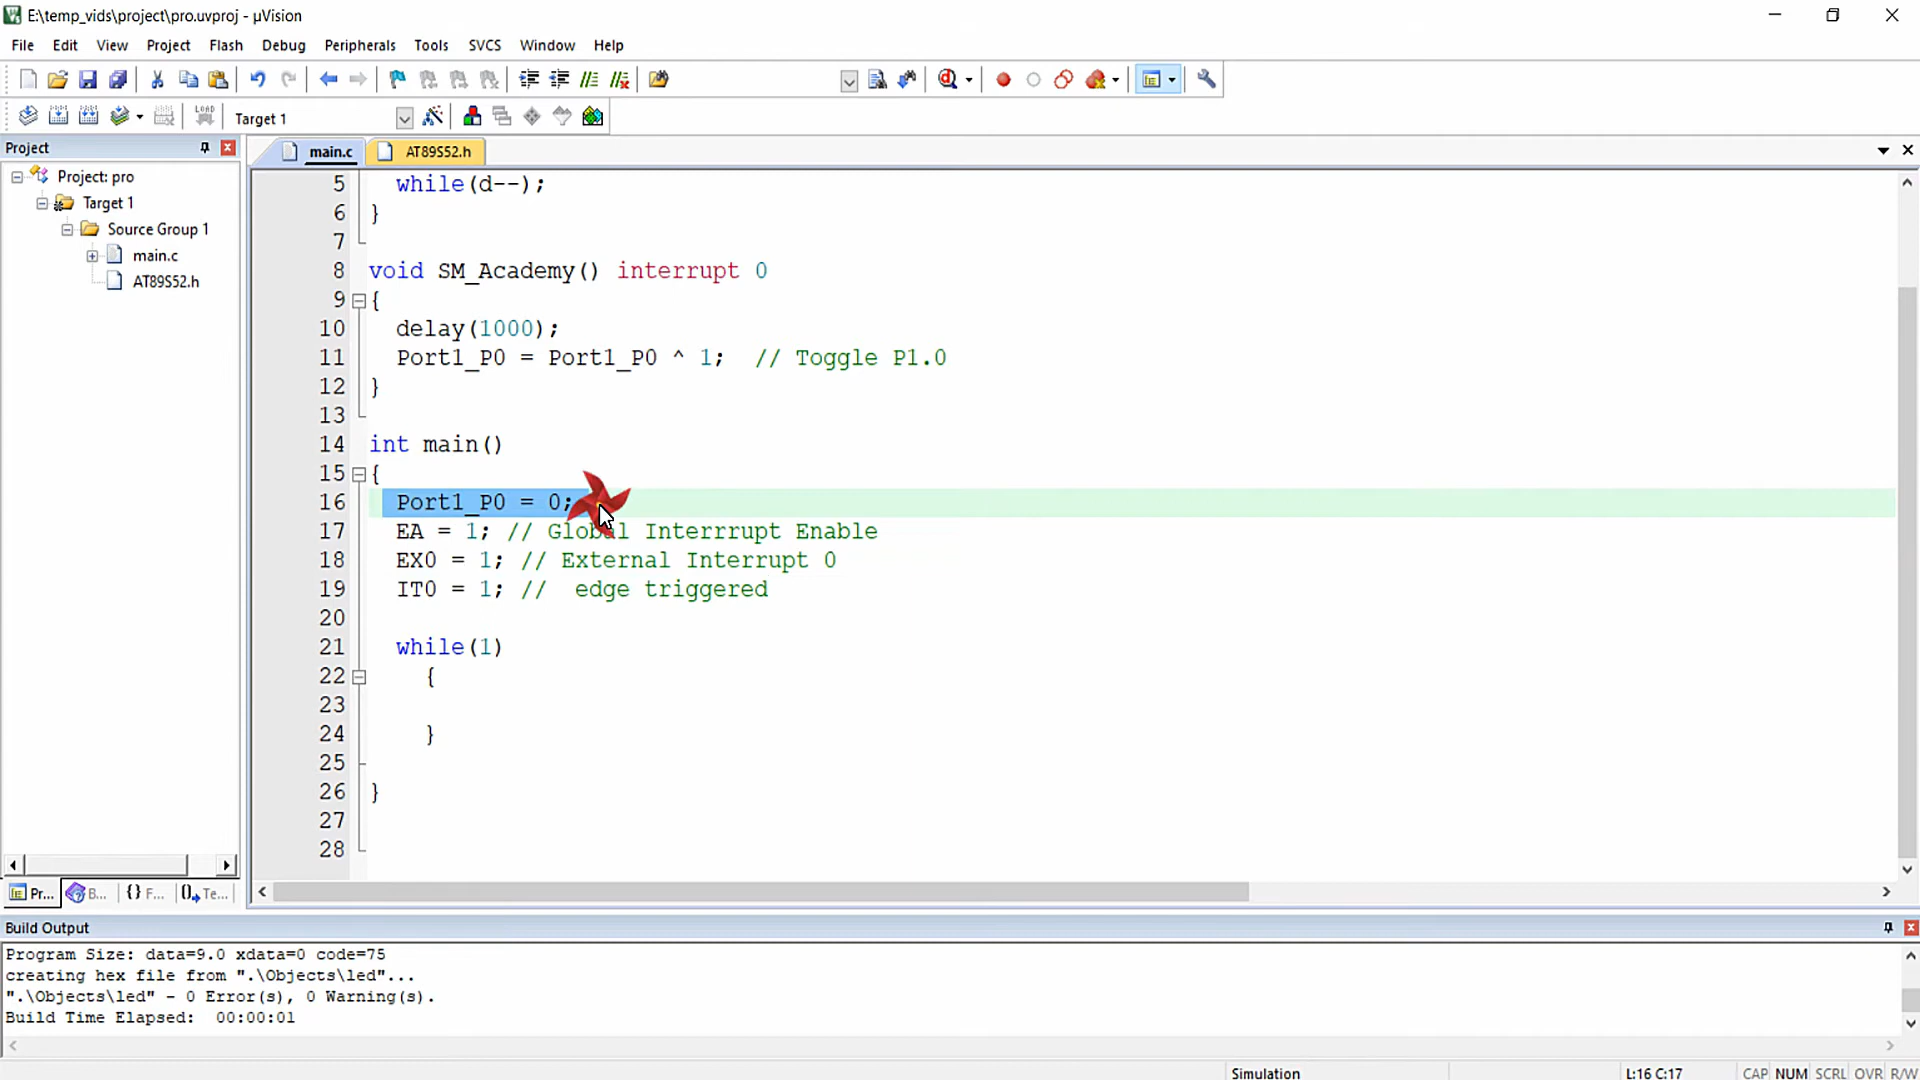 E:\temp_vids\project\pro.uvproj - µVision
File Edit View Project Flash Debug Peripherals Tools SVCS Window Help
LOAD Target 1
Project
main.c AT89S52.h
Project: pro
Target 1
Source Group 1
main.c
AT89S52.h
5 while(d--);
6 }
7
8 void SM_Academy() interrupt 0
9 {
10 delay(1000);
11 Port1_P0 = Port1_P0 ^ 1; // Toggle P1.0
12 }
13
14 int main()
15 {
16 Port1_P0 = 0;
17 EA = 1; // Global Interrrupt Enable
18 EX0 = 1; // External Interrupt 0
19 IT0 = 1; // edge triggered
20
21 while(1)
22 {
23
24 }
25
26 }
27
28
Pr... B... {} F... () Te...
Build Output
Program Size: data=9.0 xdata=0 code=75
creating hex file from ".\Objects\led"...
".\Objects\led" - 0 Error(s), 0 Warning(s).
Build Time Elapsed: 00:00:01
Simulation L:16 C:17 CAP NUM SCRL OVR R/W